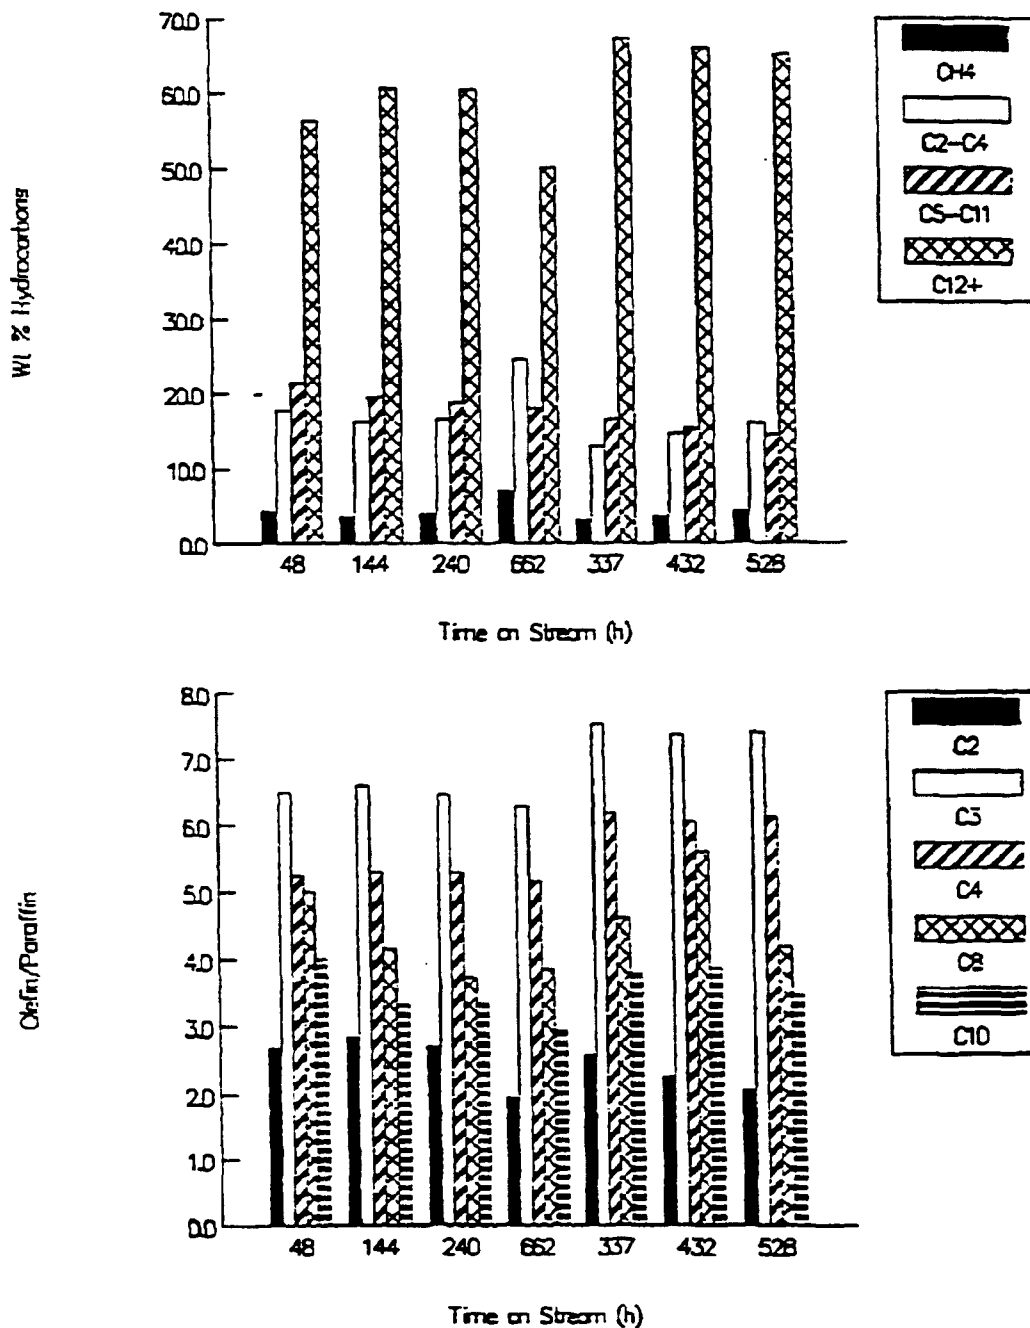 70.0
60.0
50.0
40.0
30.0
20.0
10.0
0.0
Wt % Hydrocarbons
48 144 240 662 337 432 528
Time on Stream (h)
CH4
C2-C4
C5-C11
C12+
8.0
7.0
6.0
5.0
4.0
3.0
2.0
1.0
0.0
Olefin/Paraffin
48 144 240 662 337 432 528
Time on Stream (h)
C2
C3
C4
C8
C10